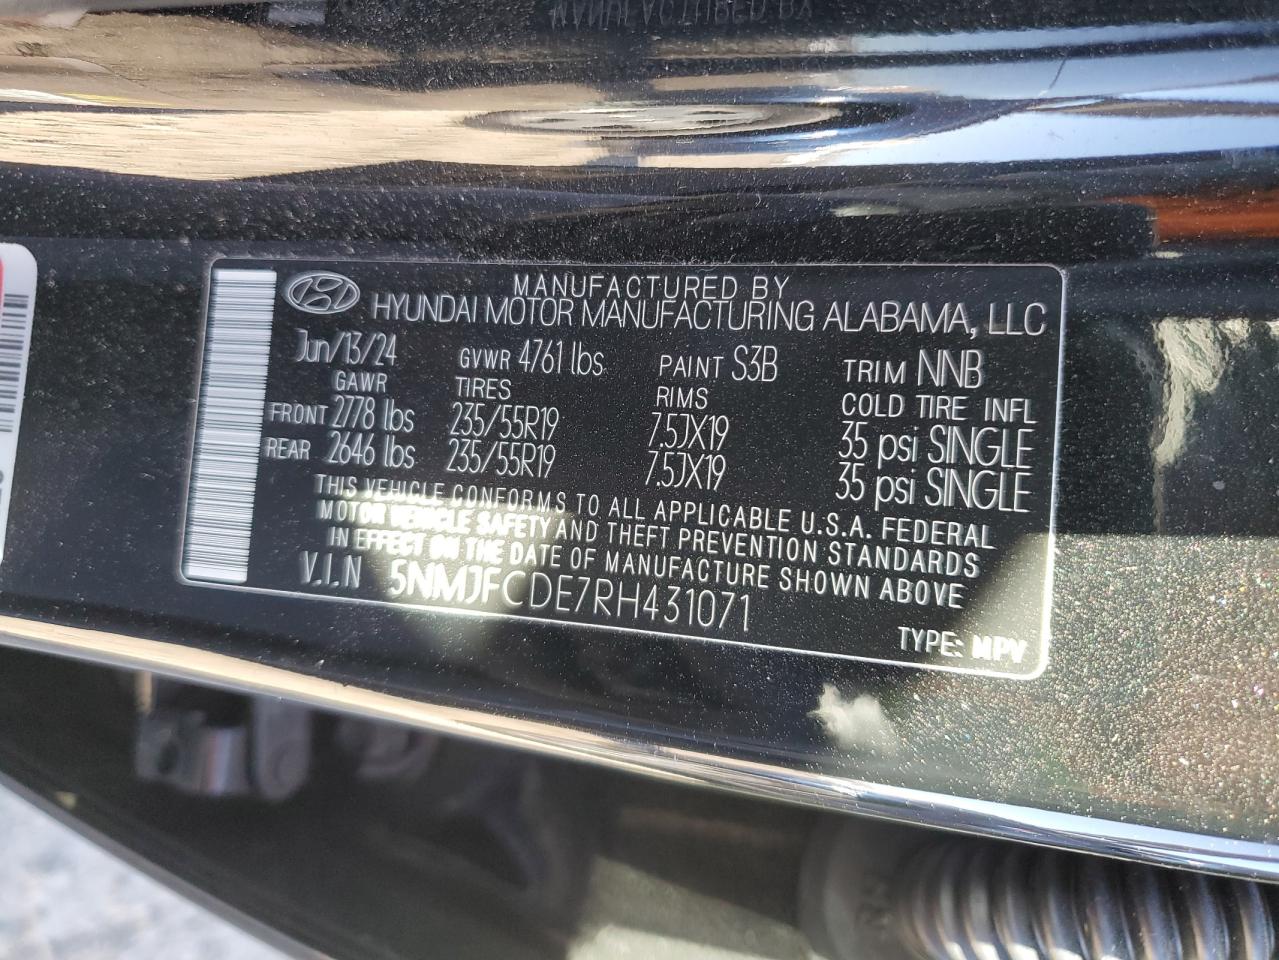 MANUFACTURED BY
HYUNDAI MOTOR MANUFACTURING ALABAMA, LLC
Jun/13/24 GVWR 4761 lbs PAINT S3B TRIM NNB
GAWR TIRES RIMS COLD TIRE INFL
FRONT 2778 lbs 235/55R19 7.5JX19 35 psi SINGLE
REAR 2646 lbs 235/55R19 7.5JX19 35 psi SINGLE
THIS VEHICLE CONFORMS TO ALL APPLICABLE U.S.A. FEDERAL
MOTOR VEHICLE SAFETY AND THEFT PREVENTION STANDARDS
IN EFFECT ON THE DATE OF MANUFACTURE SHOWN ABOVE
V.I.N 5NMJFCDE7RH431071
TYPE: MPV